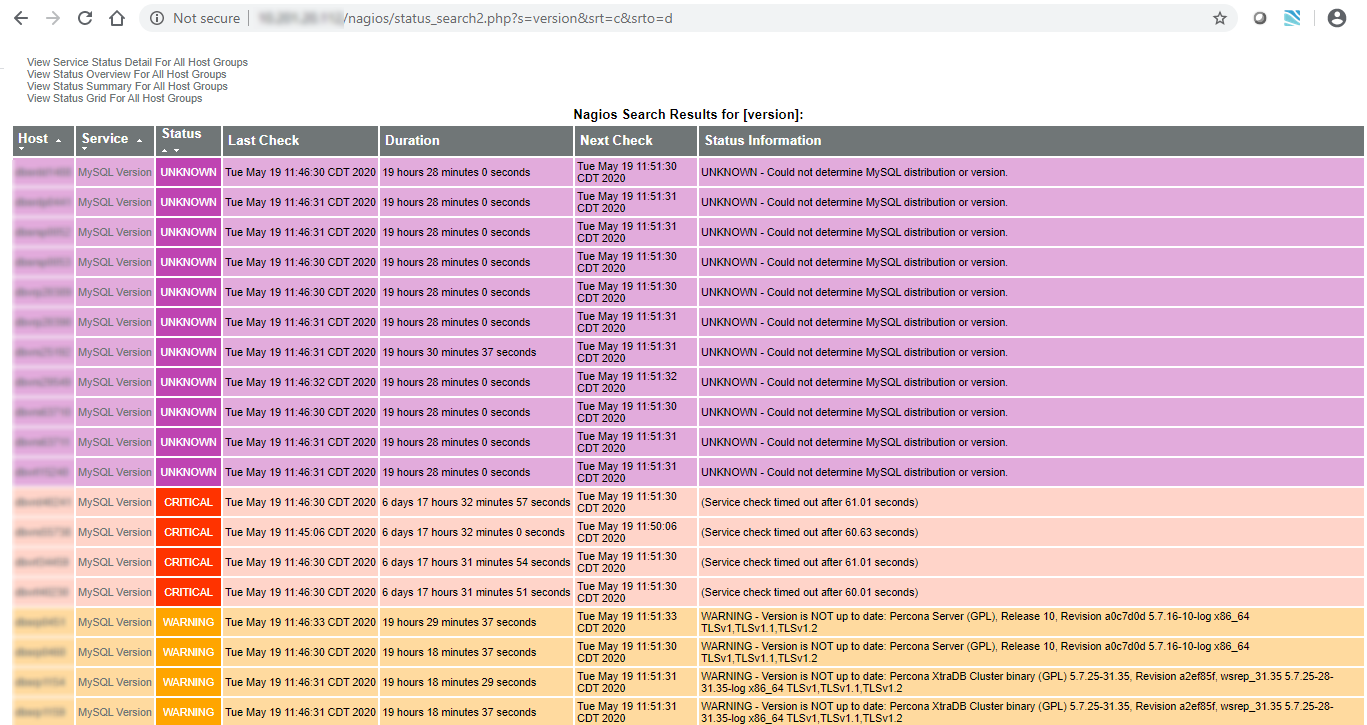 Not secure | /nagios/status_search2.php?s=version&srt=c&srto=d
View Service Status Detail For All Host Groups
View Status Overview For All Host Groups
View Status Summary For All Host Groups
View Status Grid For All Host Groups
Nagios Search Results for [version]:
Host Service Status Last Check Duration Next Check Status Information
MySQL Version UNKNOWN Tue May 19 11:46:30 CDT 2020 19 hours 28 minutes 0 seconds Tue May 19 11:51:30 UNKNOWN - Could not determine MySQL distribution or version.
CDT 2020
MySQL Version UNKNOWN Tue May 19 11:46:31 CDT 2020 19 hours 28 minutes 0 seconds Tue May 19 11:51:31 UNKNOWN - Could not determine MySQL distribution or version.
CDT 2020
MySQL Version UNKNOWN Tue May 19 11:46:31 CDT 2020 19 hours 28 minutes 0 seconds Tue May 19 11:51:31 UNKNOWN - Could not determine MySQL distribution or version.
CDT 2020
MySQL Version UNKNOWN Tue May 19 11:46:30 CDT 2020 19 hours 28 minutes 0 seconds Tue May 19 11:51:30 UNKNOWN - Could not determine MySQL distribution or version.
CDT 2020
MySQL Version UNKNOWN Tue May 19 11:46:30 CDT 2020 19 hours 28 minutes 0 seconds Tue May 19 11:51:30 UNKNOWN - Could not determine MySQL distribution or version.
CDT 2020
MySQL Version UNKNOWN Tue May 19 11:46:31 CDT 2020 19 hours 28 minutes 0 seconds Tue May 19 11:51:31 UNKNOWN - Could not determine MySQL distribution or version.
CDT 2020
MySQL Version UNKNOWN Tue May 19 11:46:31 CDT 2020 19 hours 30 minutes 37 seconds Tue May 19 11:51:31 UNKNOWN - Could not determine MySQL distribution or version.
CDT 2020
MySQL Version UNKNOWN Tue May 19 11:46:32 CDT 2020 19 hours 28 minutes 0 seconds Tue May 19 11:51:32 UNKNOWN - Could not determine MySQL distribution or version.
CDT 2020
MySQL Version UNKNOWN Tue May 19 11:46:30 CDT 2020 19 hours 28 minutes 0 seconds Tue May 19 11:51:30 UNKNOWN - Could not determine MySQL distribution or version.
CDT 2020
MySQL Version UNKNOWN Tue May 19 11:46:31 CDT 2020 19 hours 28 minutes 0 seconds Tue May 19 11:51:31 UNKNOWN - Could not determine MySQL distribution or version.
CDT 2020
MySQL Version UNKNOWN Tue May 19 11:46:31 CDT 2020 19 hours 28 minutes 0 seconds Tue May 19 11:51:31 UNKNOWN - Could not determine MySQL distribution or version.
CDT 2020
MySQL Version CRITICAL Tue May 19 11:46:30 CDT 2020 6 days 17 hours 32 minutes 57 seconds Tue May 19 11:51:30 (Service check timed out after 61.01 seconds)
CDT 2020
MySQL Version CRITICAL Tue May 19 11:45:06 CDT 2020 6 days 17 hours 32 minutes 0 seconds Tue May 19 11:50:06 (Service check timed out after 60.63 seconds)
CDT 2020
MySQL Version CRITICAL Tue May 19 11:46:30 CDT 2020 6 days 17 hours 31 minutes 54 seconds Tue May 19 11:51:30 (Service check timed out after 61.01 seconds)
CDT 2020
MySQL Version CRITICAL Tue May 19 11:46:30 CDT 2020 6 days 17 hours 31 minutes 51 seconds Tue May 19 11:51:30 (Service check timed out after 60.01 seconds)
CDT 2020
MySQL Version WARNING Tue May 19 11:46:33 CDT 2020 19 hours 29 minutes 37 seconds Tue May 19 11:51:33 WARNING - Version is NOT up to date: Percona Server (GPL), Release 10, Revision a0c7d0d 5.7.16-10-log x86_64
CDT 2020 TLSv1,TLSv1.1,TLSv1.2
MySQL Version WARNING Tue May 19 11:46:30 CDT 2020 19 hours 18 minutes 37 seconds Tue May 19 11:51:30 WARNING - Version is NOT up to date: Percona Server (GPL), Release 10, Revision a0c7d0d 5.7.16-10-log x86_64
CDT 2020 TLSv1,TLSv1.1,TLSv1.2
MySQL Version WARNING Tue May 19 11:46:31 CDT 2020 19 hours 18 minutes 29 seconds Tue May 19 11:51:31 WARNING - Version is NOT up to date: Percona XtraDB Cluster binary (GPL) 5.7.25-31.35, Revision a2ef85f, wsrep_31.35 5.7.25-28-
CDT 2020 31.35-log x86_64 TLSv1,TLSv1.1,TLSv1.2
MySQL Version WARNING Tue May 19 11:46:31 CDT 2020 19 hours 18 minutes 37 seconds Tue May 19 11:51:31 WARNING - Version is NOT up to date: Percona XtraDB Cluster binary (GPL) 5.7.25-31.35, Revision a2ef85f, wsrep_31.35 5.7.25-28-
CDT 2020 31.35-log x86_64 TLSv1,TLSv1.1,TLSv1.2